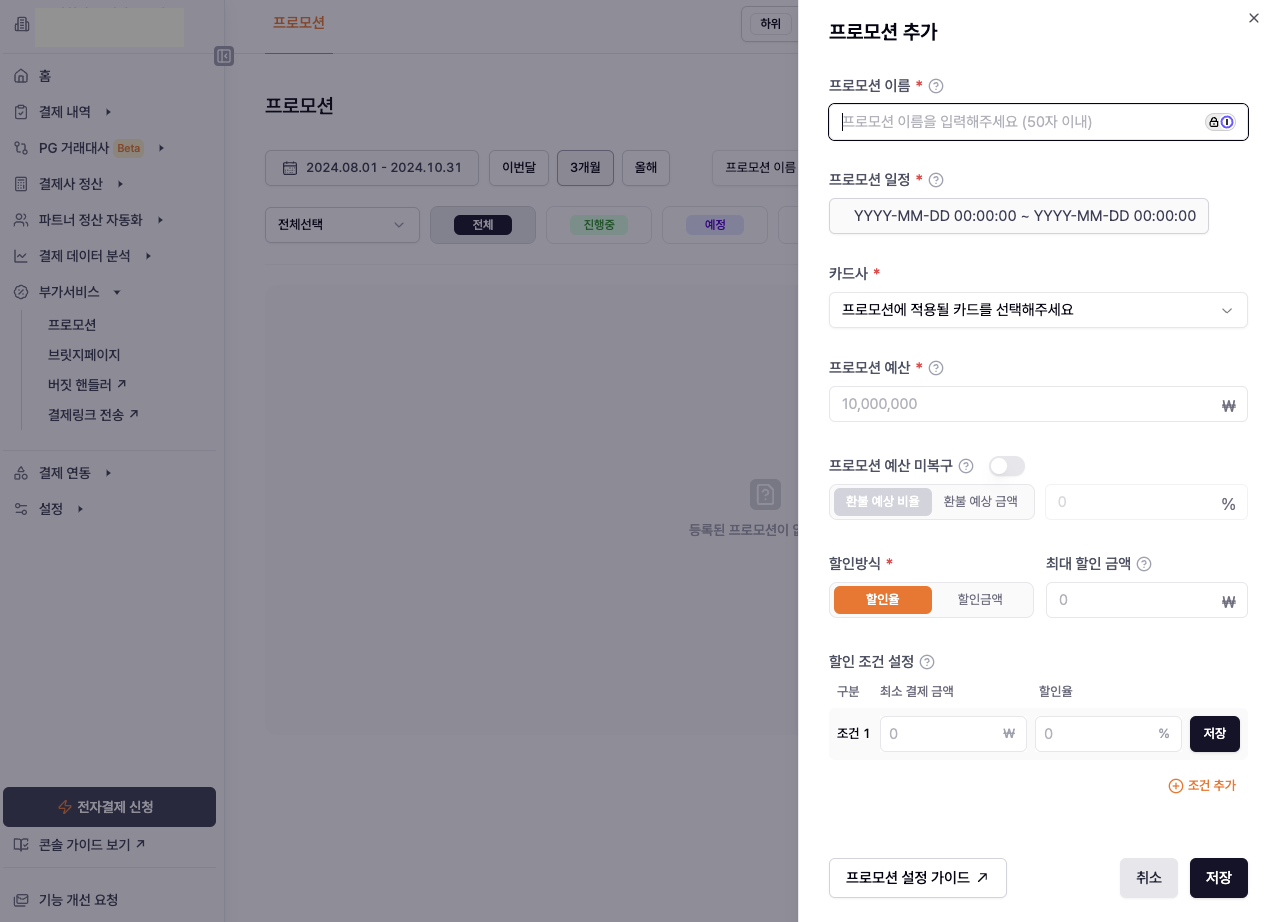 홈
결제 내역
PG 거래대사 Beta
결제사 정산
파트너 정산 자동화
결제 데이터 분석
부가서비스
프로모션
브릿지페이지
버짓 핸들러
결제링크 전송
결제 연동
설정
전자결제 신청
콘솔 가이드 보기
기능 개선 요청
프로모션
하위
프로모션
2024.08.01 - 2024.10.31
이번달
3개월
올해
프로모션 이름
전체선택
전체
진행중
예정
등록된 프로모션이
프로모션 추가
프로모션 이름 *
프로모션 이름을 입력해주세요 (50자 이내)
프로모션 일정 *
YYYY-MM-DD 00:00:00 ~ YYYY-MM-DD 00:00:00
카드사 *
프로모션에 적용될 카드를 선택해주세요
프로모션 예산 *
10,000,000 ₩
프로모션 예산 미복구
환불 예상 비율 환불 예상 금액 0 %
할인방식 * 최대 할인 금액
할인율 할인금액 0 ₩
할인 조건 설정
구분 최소 결제 금액 할인율
조건 1 0 ₩ 0 % 저장
조건 추가
프로모션 설정 가이드 취소 저장